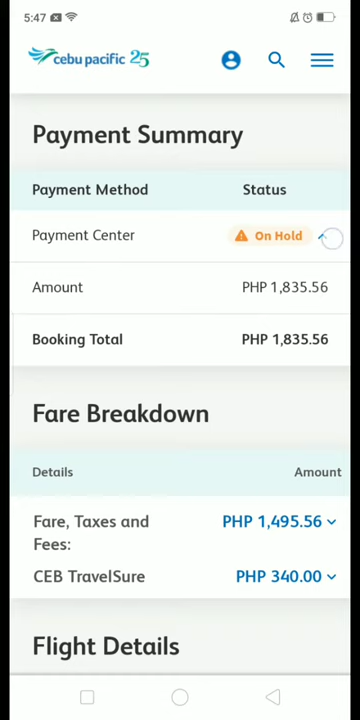 5:47
cebu pacific 25
Payment Summary
Payment Method Status
Payment Center On Hold
Amount PHP 1,835.56
Booking Total PHP 1,835.56
Fare Breakdown
Details Amount
Fare, Taxes and PHP 1,495.56
Fees:
CEB TravelSure PHP 340.00
Flight Details